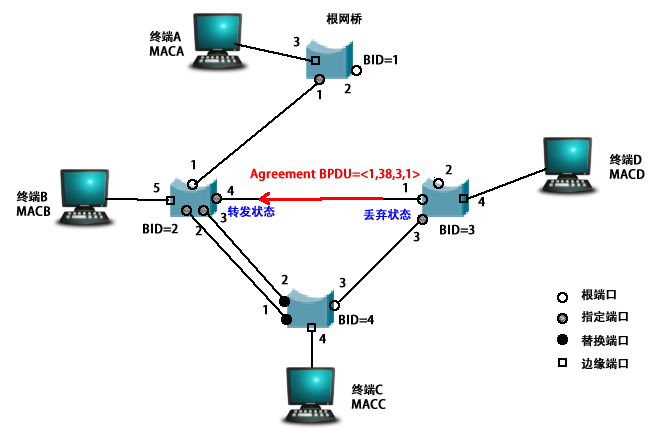 根网桥
终端A
MACA
3
BID=1
1
2
1
Agreement BPDU=<1,38,3,1>
终端D
MACD
2
终端B
MACB
5
4
1
4
转发状态
丢弃状态
3
BID=2
2
3
BID=3
2
3
1
BID=4
4
根端口
指定端口
替换端口
边缘端口
终端C
MACC